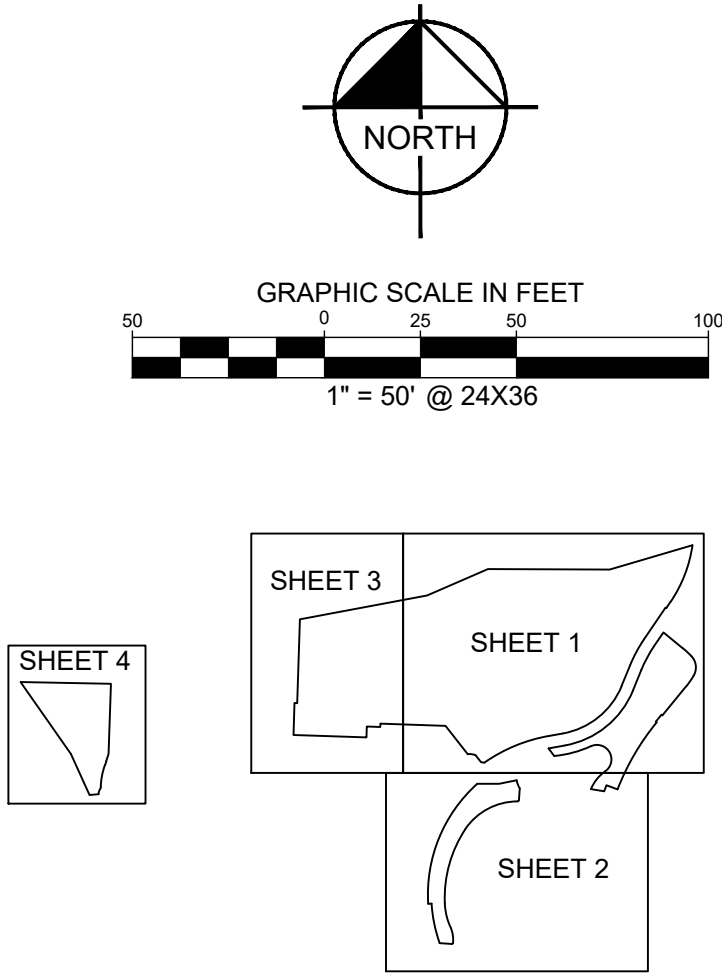 NORTH
GRAPHIC SCALE IN FEET
50 0 25 50 100
1" = 50' @ 24X36
SHEET 3
SHEET 1
SHEET 4
SHEET 2